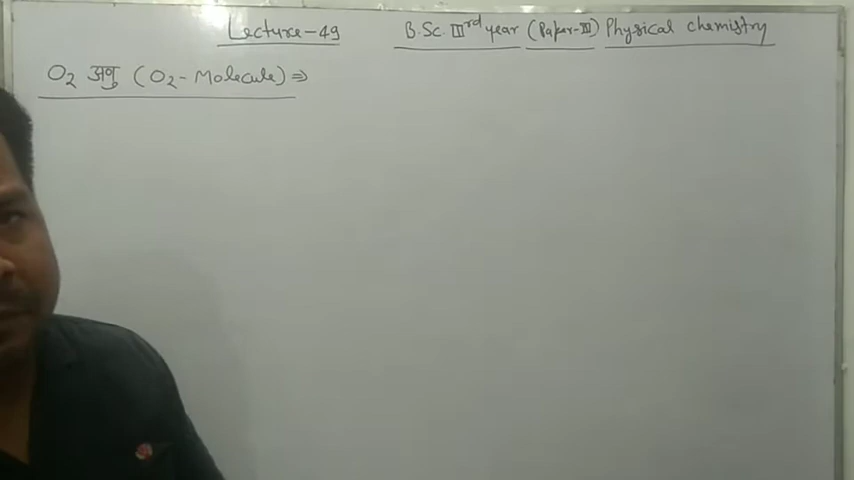 Lecture-49 B.Sc. IIIrd year (Paper-III) Physical chemistry
O2 अणु (O2-Molecule) ⇒